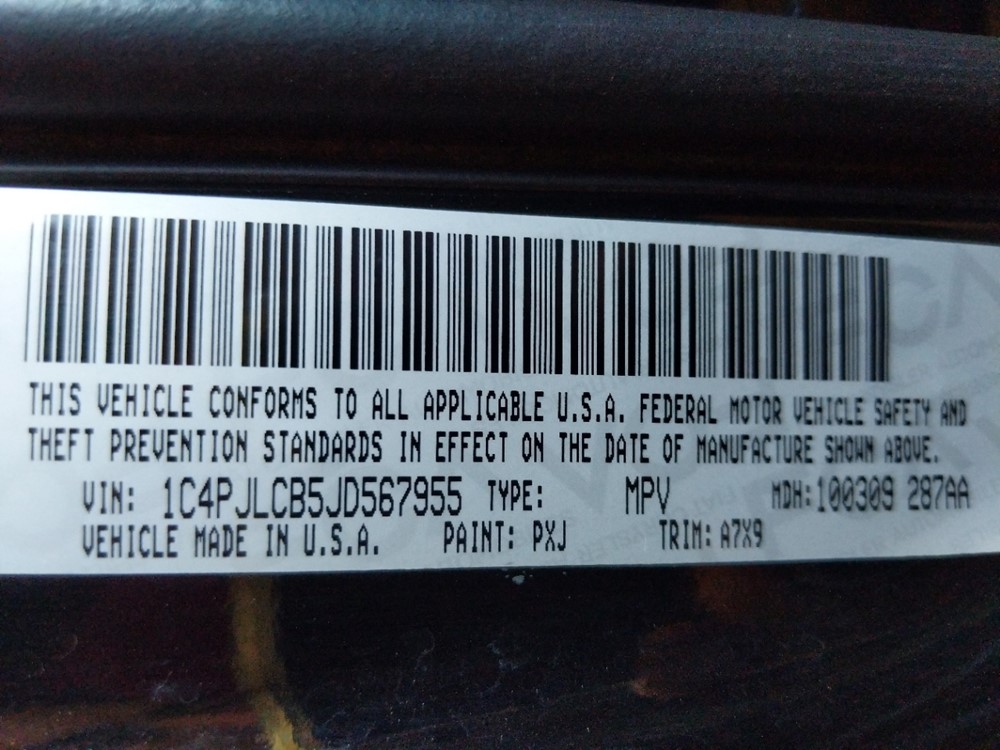 THIS VEHICLE CONFORMS TO ALL APPLICABLE U.S.A. FEDERAL MOTOR VEHICLE SAFETY AND
THEFT PREVENTION STANDARDS IN EFFECT ON THE DATE OF MANUFACTURE SHOWN ABOVE.
VIN: 1C4PJLCB5JD567955 TYPE: MPV MDH:100309 287AA
VEHICLE MADE IN U.S.A. PAINT: PXJ TRIM: A7X9